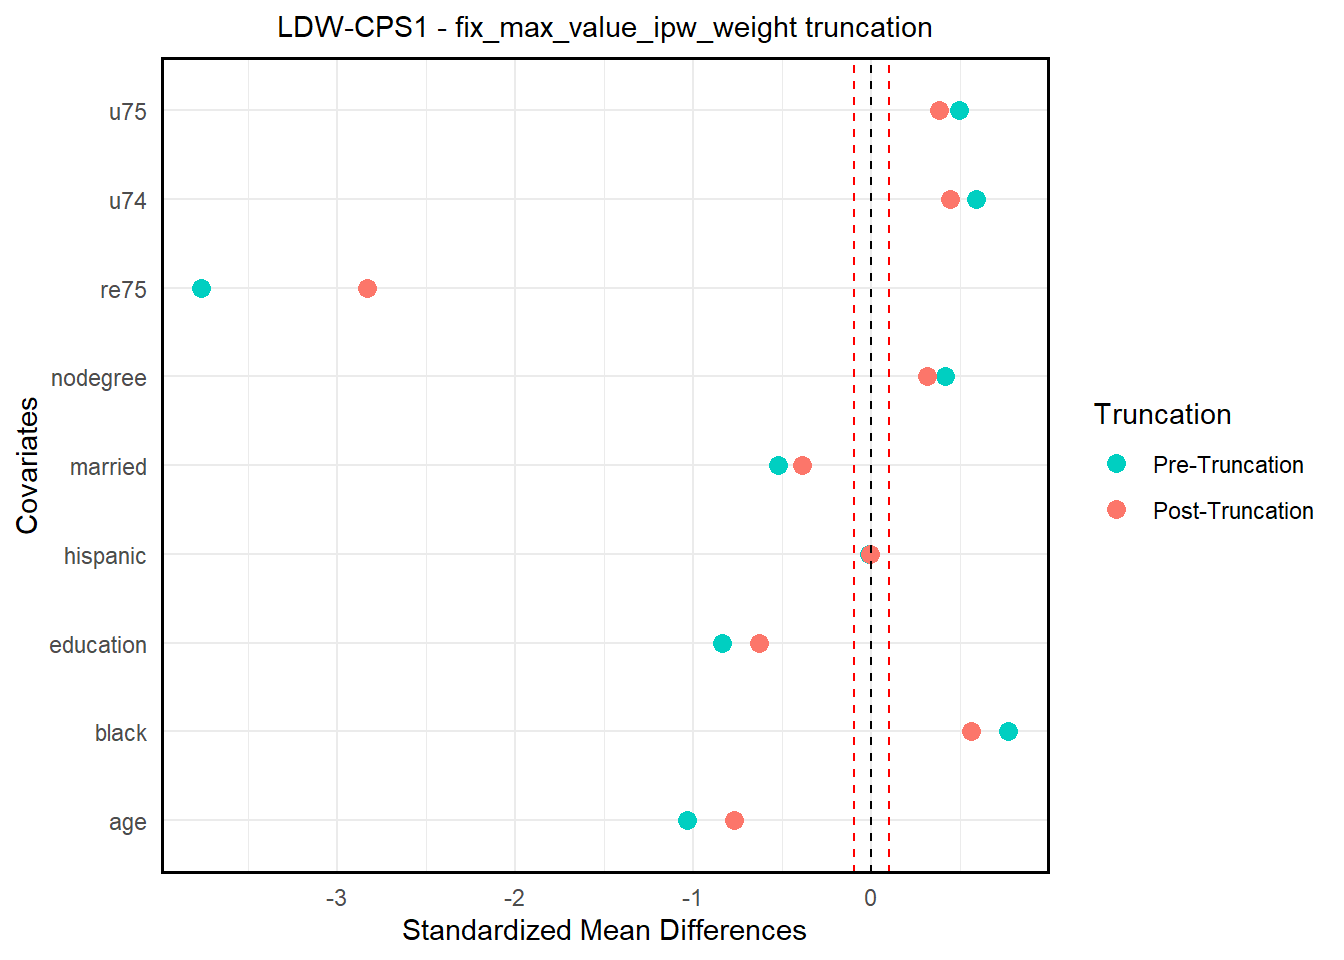 LDW-CPS1 - fix_max_value_ipw_weight truncation
u75
u74
re75
nodegree
married
hispanic
education
black
age
Covariates
-3
-2
-1
0
Standardized Mean Differences
Truncation
Pre-Truncation
Post-Truncation